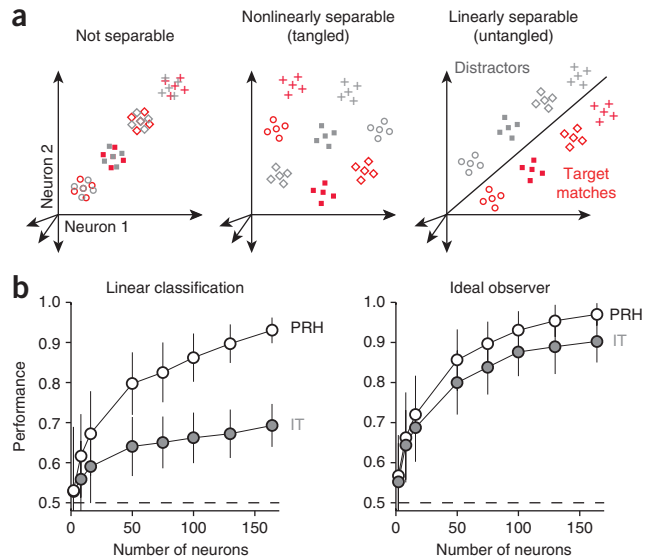 a
Not separable
Nonlinearly separable
(tangled)
Linearly separable
(untangled)
Neuron 2
Neuron 1
Distractors
Target
matches
b
Linear classification
Performance
1.0
0.9
0.8
0.7
0.6
0.5
0
50
100
150
Number of neurons
PRH
IT
Ideal observer
1.0
0.9
0.8
0.7
0.6
0.5
0
50
100
150
Number of neurons
PRH
IT